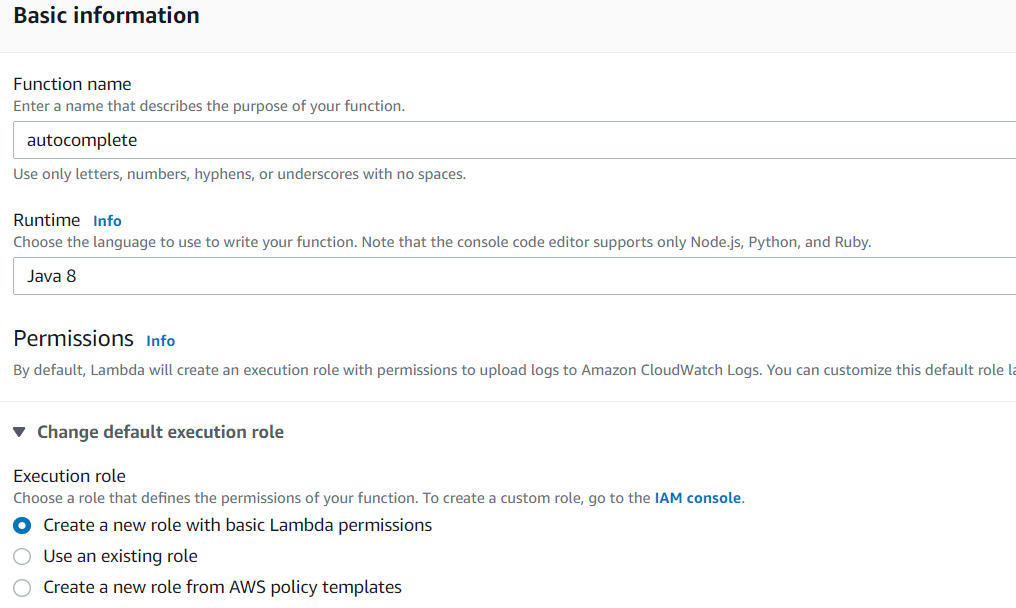 Basic information
Function name
Enter a name that describes the purpose of your function.
autocomplete
Use only letters, numbers, hyphens, or underscores with no spaces.
Runtime Info
Choose the language to use to write your function. Note that the console code editor supports only Node.js, Python, and Ruby.
Java 8
Permissions Info
By default, Lambda will create an execution role with permissions to upload logs to Amazon CloudWatch Logs. You can customize this default role
Change default execution role
Execution role
Choose a role that defines the permissions of your function. To create a custom role, go to the IAM console.
Create a new role with basic Lambda permissions
Use an existing role
Create a new role from AWS policy templates